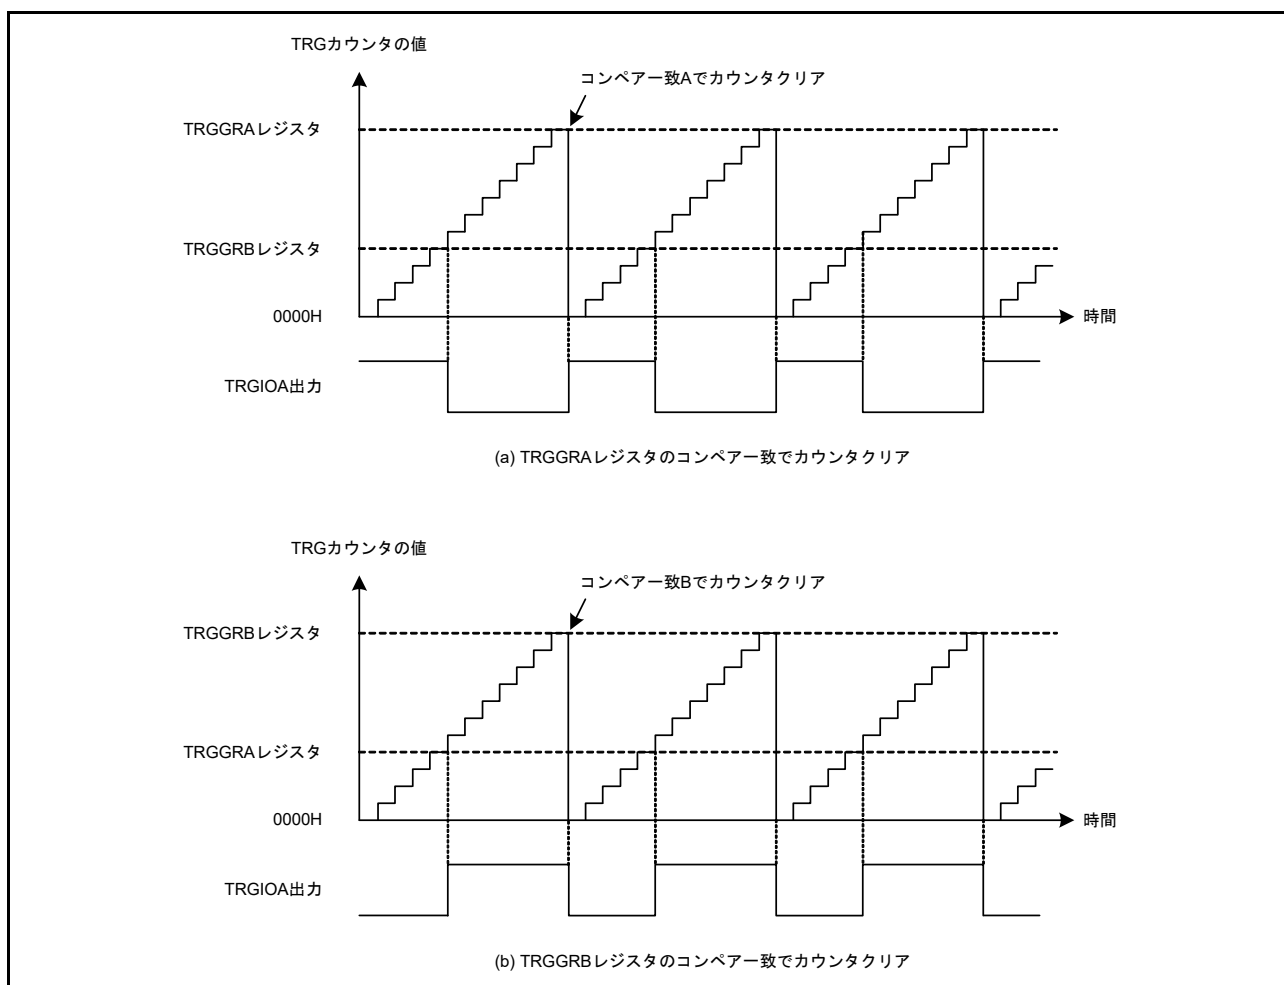 TRGカウンタの値
コンペアー致Aでカウンタクリア
TRGGRAレジスタ
TRGGRBレジスタ
0000H
時間
TRGIOA出力
(a) TRGGRAレジスタのコンペアー致でカウンタクリア
TRGカウンタの値
コンペアー致Bでカウンタクリア
TRGGRBレジスタ
TRGGRAレジスタ
0000H
時間
TRGIOA出力
(b) TRGGRBレジスタのコンペアー致でカウンタクリア